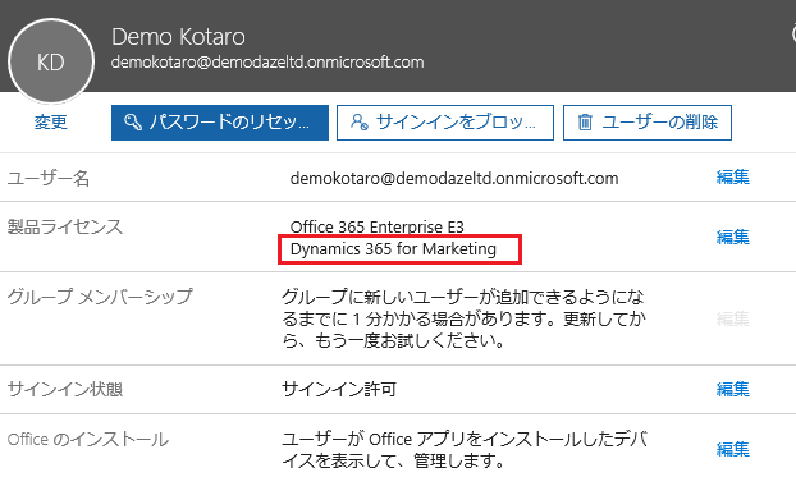 KD
Demo Kotaro
demokotaro@demodazeltd.onmicrosoft.com
変更
パスワードのリセッ...
サインインをブロッ...
ユーザーの削除
ユーザー名
demokotaro@demodazeltd.onmicrosoft.com
編集
製品ライセンス
Office 365 Enterprise E3
Dynamics 365 for Marketing
編集
グループ メンバーシップ
グループに新しいユーザーが追加できるようにな
るまでに 1 分かかる場合があります。更新してか
ら、もう一度お試しください。
編集
サインイン状態
サインイン許可
編集
Office のインストール
ユーザーが Office アプリをインストールしたデバ
イスを表示して、管理します。
編集